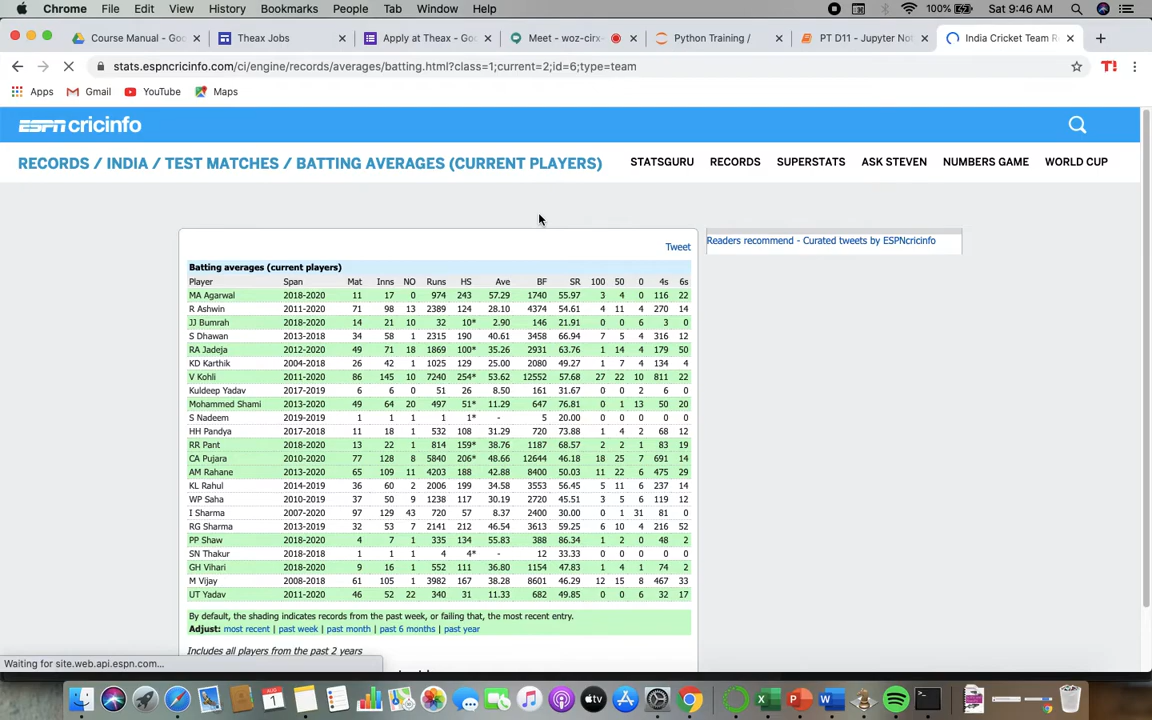 Chrome File Edit View History Bookmarks People Tab Window Help 100% Sat 9:46 AM
Course Manual - Goo Theax Jobs Apply at Theax - Goo Meet - woz-cirx- Python Training / PT D11 - Jupyter Not India Cricket Team R
stats.espncricinfo.com/ci/engine/records/averages/batting.html?class=1;current=2;id=6;type=team T!
Apps Gmail YouTube Maps
ESPN cricinfo
RECORDS / INDIA / TEST MATCHES / BATTING AVERAGES (CURRENT PLAYERS) STATSGURU RECORDS SUPERSTATS ASK STEVEN NUMBERS GAME WORLD CUP
Tweet Readers recommend - Curated tweets by ESPNcricinfo
Batting averages (current players)
Player Span Mat Inns NO Runs HS Ave BF SR 100 50 0 4s 6s
MA Agarwal 2018-2020 11 17 0 974 243 57.29 1740 55.97 3 4 0 116 22
R Ashwin 2011-2020 71 98 13 2389 124 28.10 4374 54.61 4 11 4 270 14
JJ Bumrah 2018-2020 14 21 10 32 10* 2.90 146 21.91 0 0 6 3 0
S Dhawan 2013-2018 34 58 1 2315 190 40.61 3458 66.94 7 5 4 316 12
RA Jadeja 2012-2020 49 71 18 1869 100* 35.26 2931 63.76 1 14 4 179 50
KD Karthik 2004-2018 26 42 1 1025 129 25.00 2080 49.27 1 7 4 134 4
V Kohli 2011-2020 86 145 10 7240 254* 53.62 12552 57.68 27 22 10 811 22
Kuldeep Yadav 2017-2019 6 6 0 51 26 8.50 161 31.67 0 0 2 6 0
Mohammed Shami 2013-2020 49 64 20 497 51* 11.29 647 76.81 0 1 13 50 20
S Nadeem 2019-2019 1 1 1 1 1* - 5 20.00 0 0 0 0 0
HH Pandya 2017-2018 11 18 1 532 108 31.29 720 73.88 1 4 2 68 12
RR Pant 2018-2020 13 22 1 814 159* 38.76 1187 68.57 2 2 1 83 19
CA Pujara 2010-2020 77 128 8 5840 206* 48.66 12644 46.18 18 25 7 691 14
AM Rahane 2013-2020 65 109 11 4203 188 42.88 8400 50.03 11 22 6 475 29
KL Rahul 2014-2019 36 60 2 2006 199 34.58 3553 56.45 5 11 6 237 14
WP Saha 2010-2019 37 50 9 1238 117 30.19 2720 45.51 3 5 6 119 12
I Sharma 2007-2020 97 129 43 720 57 8.37 2400 30.00 0 1 31 81 0
RG Sharma 2013-2019 32 53 7 2141 212 46.54 3613 59.25 6 10 4 216 52
PP Shaw 2018-2020 4 7 1 335 134 55.83 388 86.34 1 2 0 48 2
SN Thakur 2018-2018 1 1 1 4 4* - 12 33.33 0 0 0 0 0
GH Vihari 2018-2020 9 16 1 552 111 36.80 1154 47.83 1 4 1 74 2
M Vijay 2008-2018 61 105 1 3982 167 38.28 8601 46.29 12 15 8 467 33
UT Yadav 2011-2020 46 52 22 340 31 11.33 682 49.85 0 0 6 32 17
By default, the shading indicates records from the past week, or failing that, the most recent entry.
Adjust: most recent | past week | past month | past 6 months | past year
Includes all players from the past 2 years
Waiting for site.web.api.espn.com...